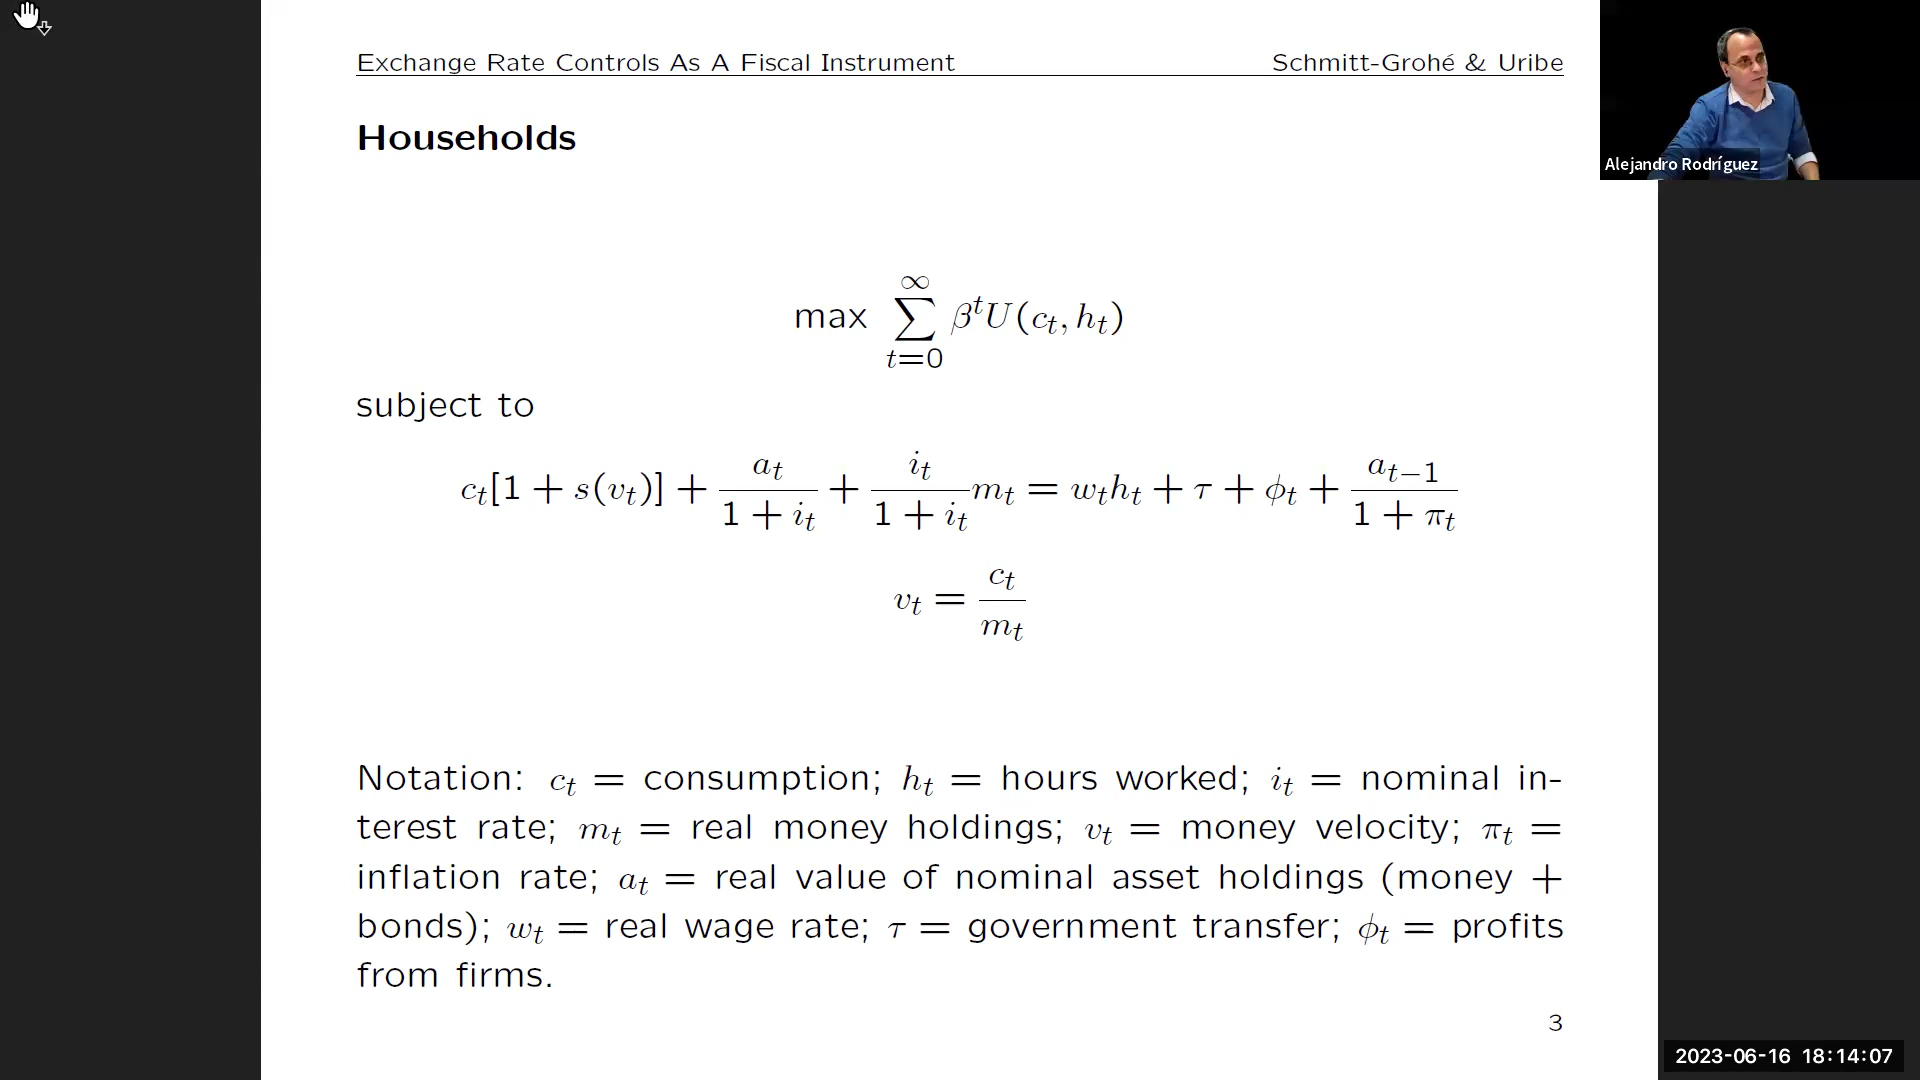 Exchange Rate Controls As A Fiscal Instrument Schmitt-Grohé & Uribe
Alejandro Rodríguez
Households
max ∑_{t=0}^{∞} β^t U(c_t, h_t)
subject to
c_t[1 + s(v_t)] + a_t/(1 + i_t) + i_t/(1 + i_t) m_t = w_t h_t + τ + ϕ_t + a_{t−1}/(1 + π_t)
v_t = c_t/m_t
Notation: c_t = consumption; h_t = hours worked; i_t = nominal in-
terest rate; m_t = real money holdings; v_t = money velocity; π_t =
inflation rate; a_t = real value of nominal asset holdings (money +
bonds); w_t = real wage rate; τ = government transfer; ϕ_t = profits
from firms.
3
2023-06-16 18:14:07